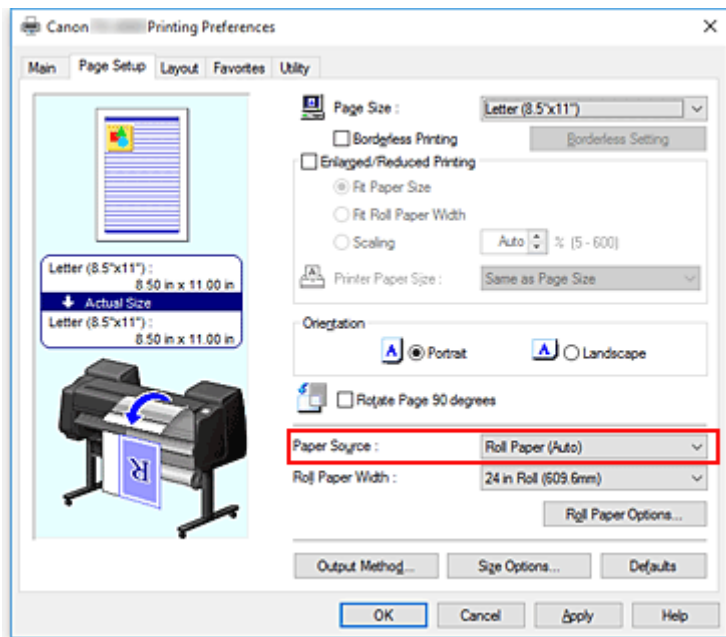 Canon Printing Preferences
Main Page Setup Layout Favorites Utility
Page Size : Letter (8.5"x11")
Borderless Printing Borderless Setting
Enlarged/Reduced Printing
Fit Paper Size
Fit Roll Paper Width
Scaling Auto % (5 - 600)
Printer Paper Size : Same as Page Size
Letter (8.5"x11") :
8.50 in x 11.00 in
Actual Size
Letter (8.5"x11") :
8.50 in x 11.00 in
Orientation
A Portrait A Landscape
Rotate Page 90 degrees
R
Paper Source : Roll Paper (Auto)
Roll Paper Width : 24 in Roll (609.6mm)
Roll Paper Options...
Output Method... Size Options... Defaults
OK Cancel Apply Help